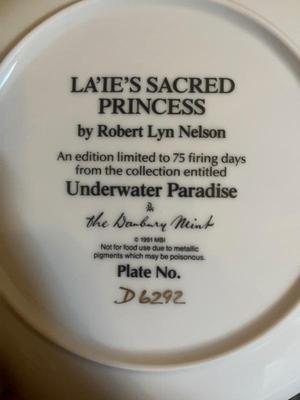 LA'IE'S SACRED
PRINCESS
by Robert Lyn Nelson
An edition limited to 75 firing days
from the collection entitled
Underwater Paradise
the Danbury Mint
© 1991 MBI
Not for food use due to metallic
pigments which may be poisonous.
Plate No.
D6292